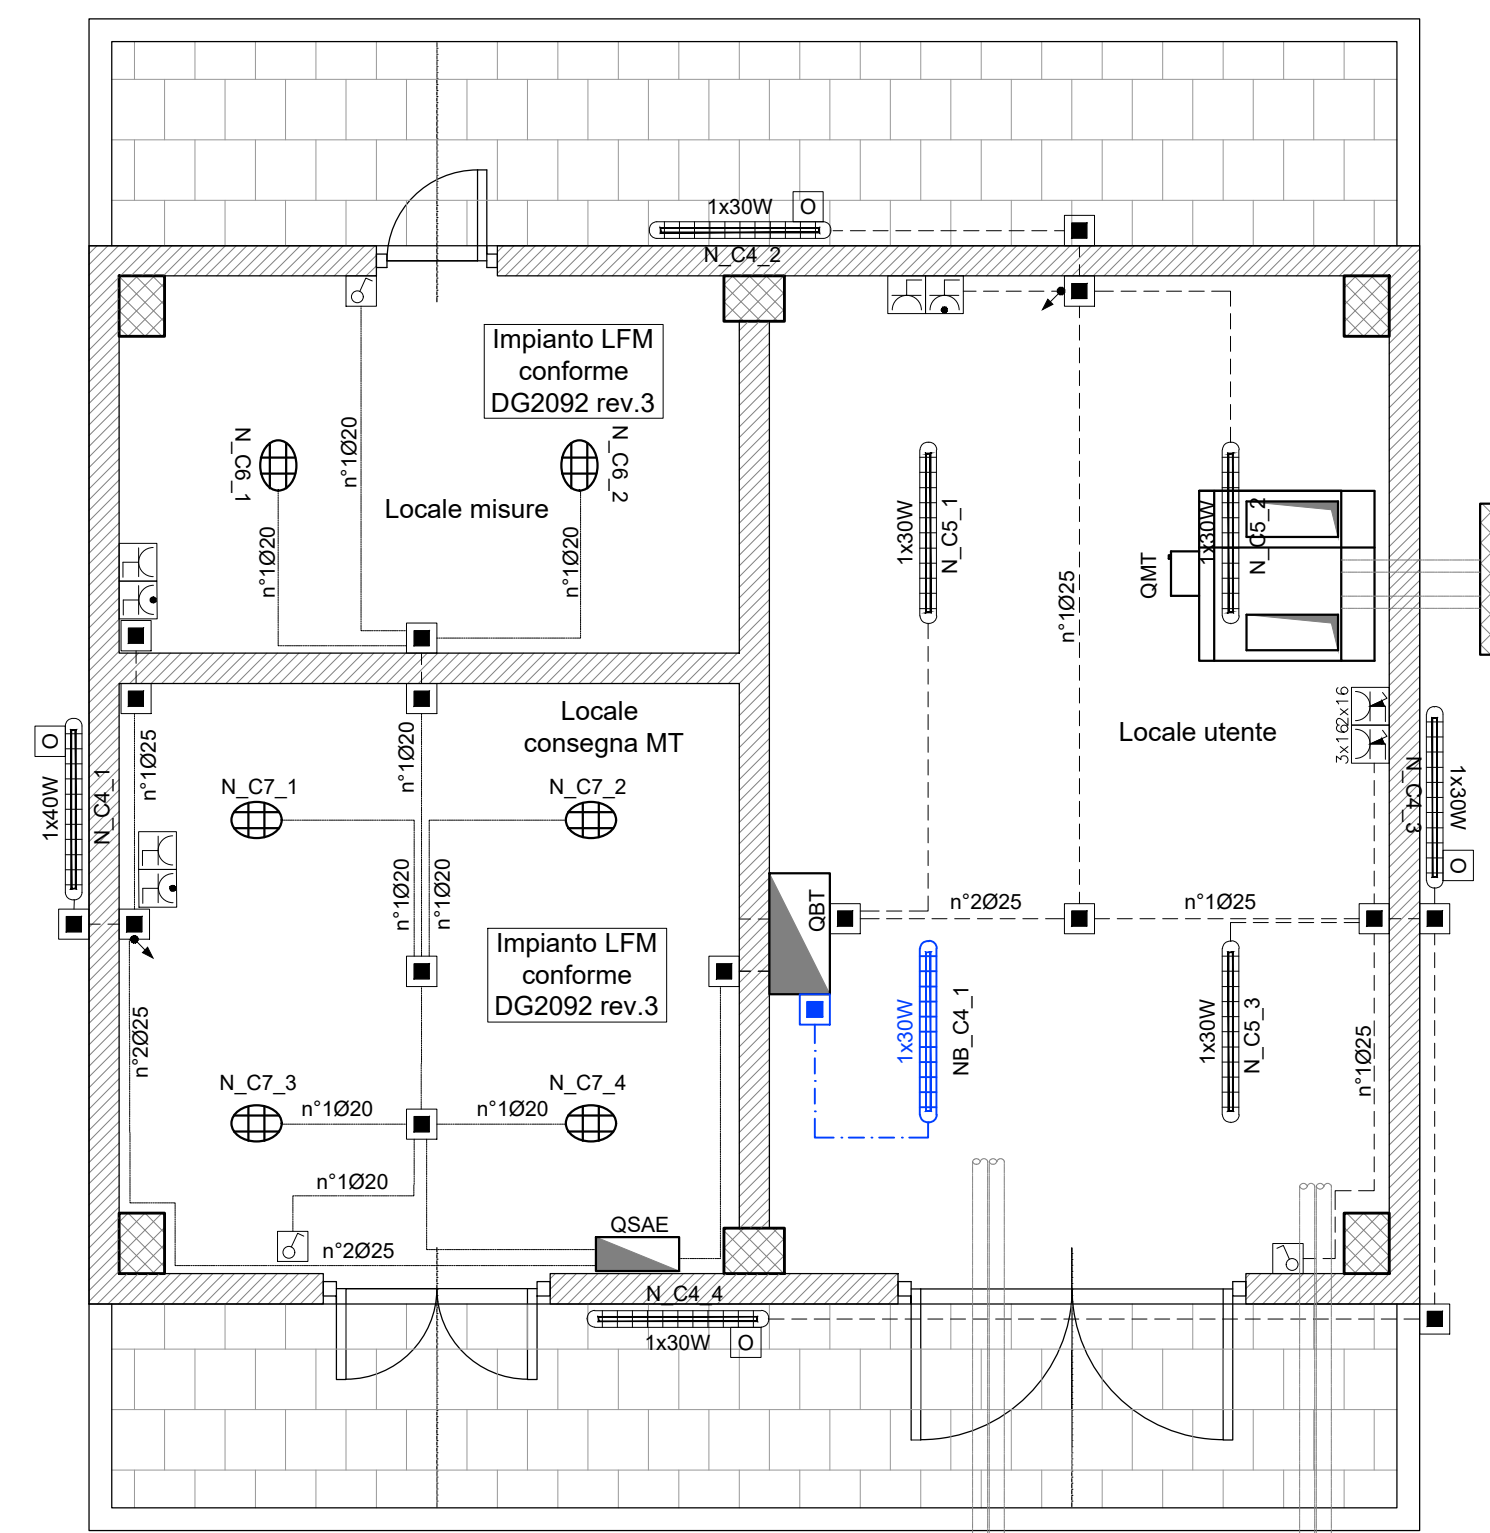 1x30W
O
N_C4_2
Impianto LFM
conforme
DG2092 rev.3
N_C6_1
n°1Ø20
N_C6_2
Locale misure
n°1Ø20
n°1Ø20
1x30W
N_C5_1
1x30W
N_C5_2
QMT
n°1Ø25
Locale
consegna MT
Locale utente
3x16
2x16
O
1x40W
N_C4_1
n°1Ø25
n°1Ø20
N_C7_1
N_C7_2
N_C4_3
1x30W
O
n°1Ø20
n°1Ø20
QBT
n°2Ø25
n°1Ø25
Impianto LFM
conforme
DG2092 rev.3
1x30W
NB_C4_1
1x30W
N_C5_3
n°2Ø25
n°1Ø25
N_C7_3
N_C7_4
n°1Ø20
n°1Ø20
n°1Ø20
QSAE
n°2Ø25
N_C4_4
1x30W
O